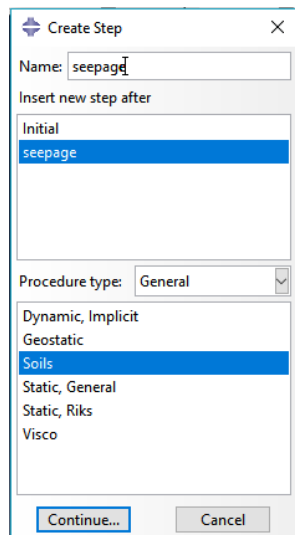 Create Step
Name: seepage
Insert new step after
Initial
seepage
Procedure type: General
Dynamic, Implicit
Geostatic
Soils
Static, General
Static, Riks
Visco
Continue... Cancel